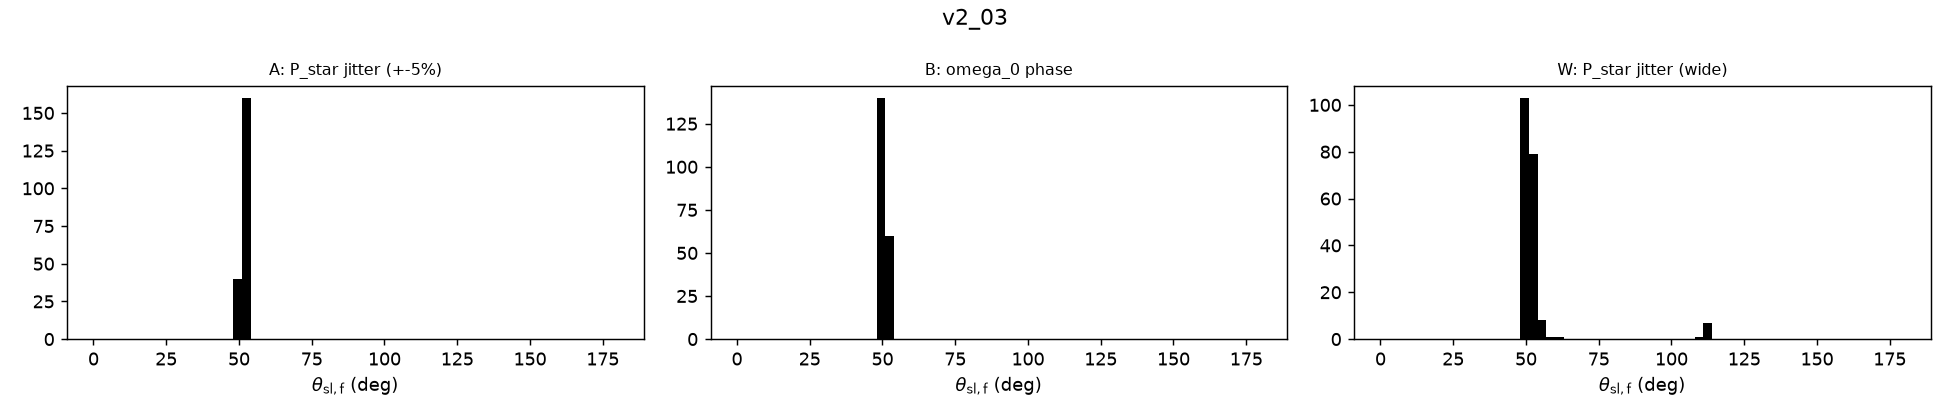 v2_03
A: P_star jitter (+-5%)
B: omega_0 phase
W: P_star jitter (wide)
150
125
100
75
50
25
0
0 25 50 75 100 125 150 175
θsl, f (deg)
125
100
75
50
25
0
0 25 50 75 100 125 150 175
θsl, f (deg)
100
80
60
40
20
0
0 25 50 75 100 125 150 175
θsl, f (deg)